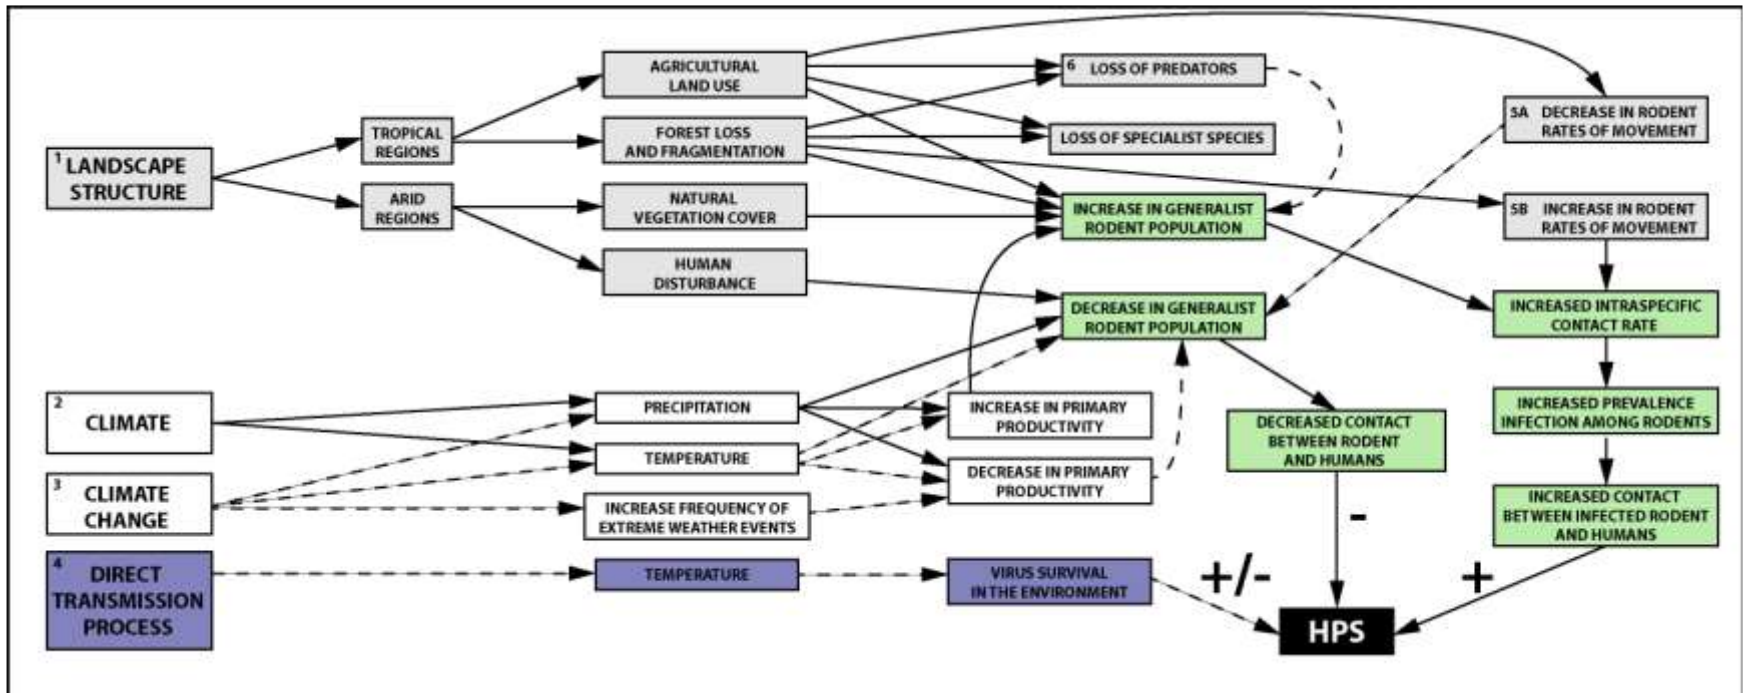 1 LANDSCAPE
STRUCTURE
TROPICAL
REGIONS
ARID
REGIONS
AGRICULTURAL
LAND USE
FOREST LOSS
AND FRAGMENTATION
NATURAL
VEGETATION COVER
HUMAN
DISTURBANCE
6 LOSS OF PREDATORS
LOSS OF SPECIALIST SPECIES
INCREASE IN GENERALIST
RODENT POPULATION
DECREASE IN GENERALIST
RODENT POPULATION
5A DECREASE IN RODENT
RATES OF MOVEMENT
5B INCREASE IN RODENT
RATES OF MOVEMENT
INCREASED INTRASPECIFIC
CONTACT RATE
INCREASED PREVALENCE
INFECTION AMONG RODENTS
INCREASED CONTACT
BETWEEN INFECTED RODENT
AND HUMANS
2 CLIMATE
3 CLIMATE
CHANGE
PRECIPITATION
TEMPERATURE
INCREASE FREQUENCY OF
EXTREME WEATHER EVENTS
INCREASE IN PRIMARY
PRODUCTIVITY
DECREASE IN PRIMARY
PRODUCTIVITY
DECREASED CONTACT
BETWEEN RODENT
AND HUMANS
4 DIRECT
TRANSMISSION
PROCESS
TEMPERATURE
VIRUS SURVIVAL
IN THE ENVIRONMENT
+/-
-
+
HPS